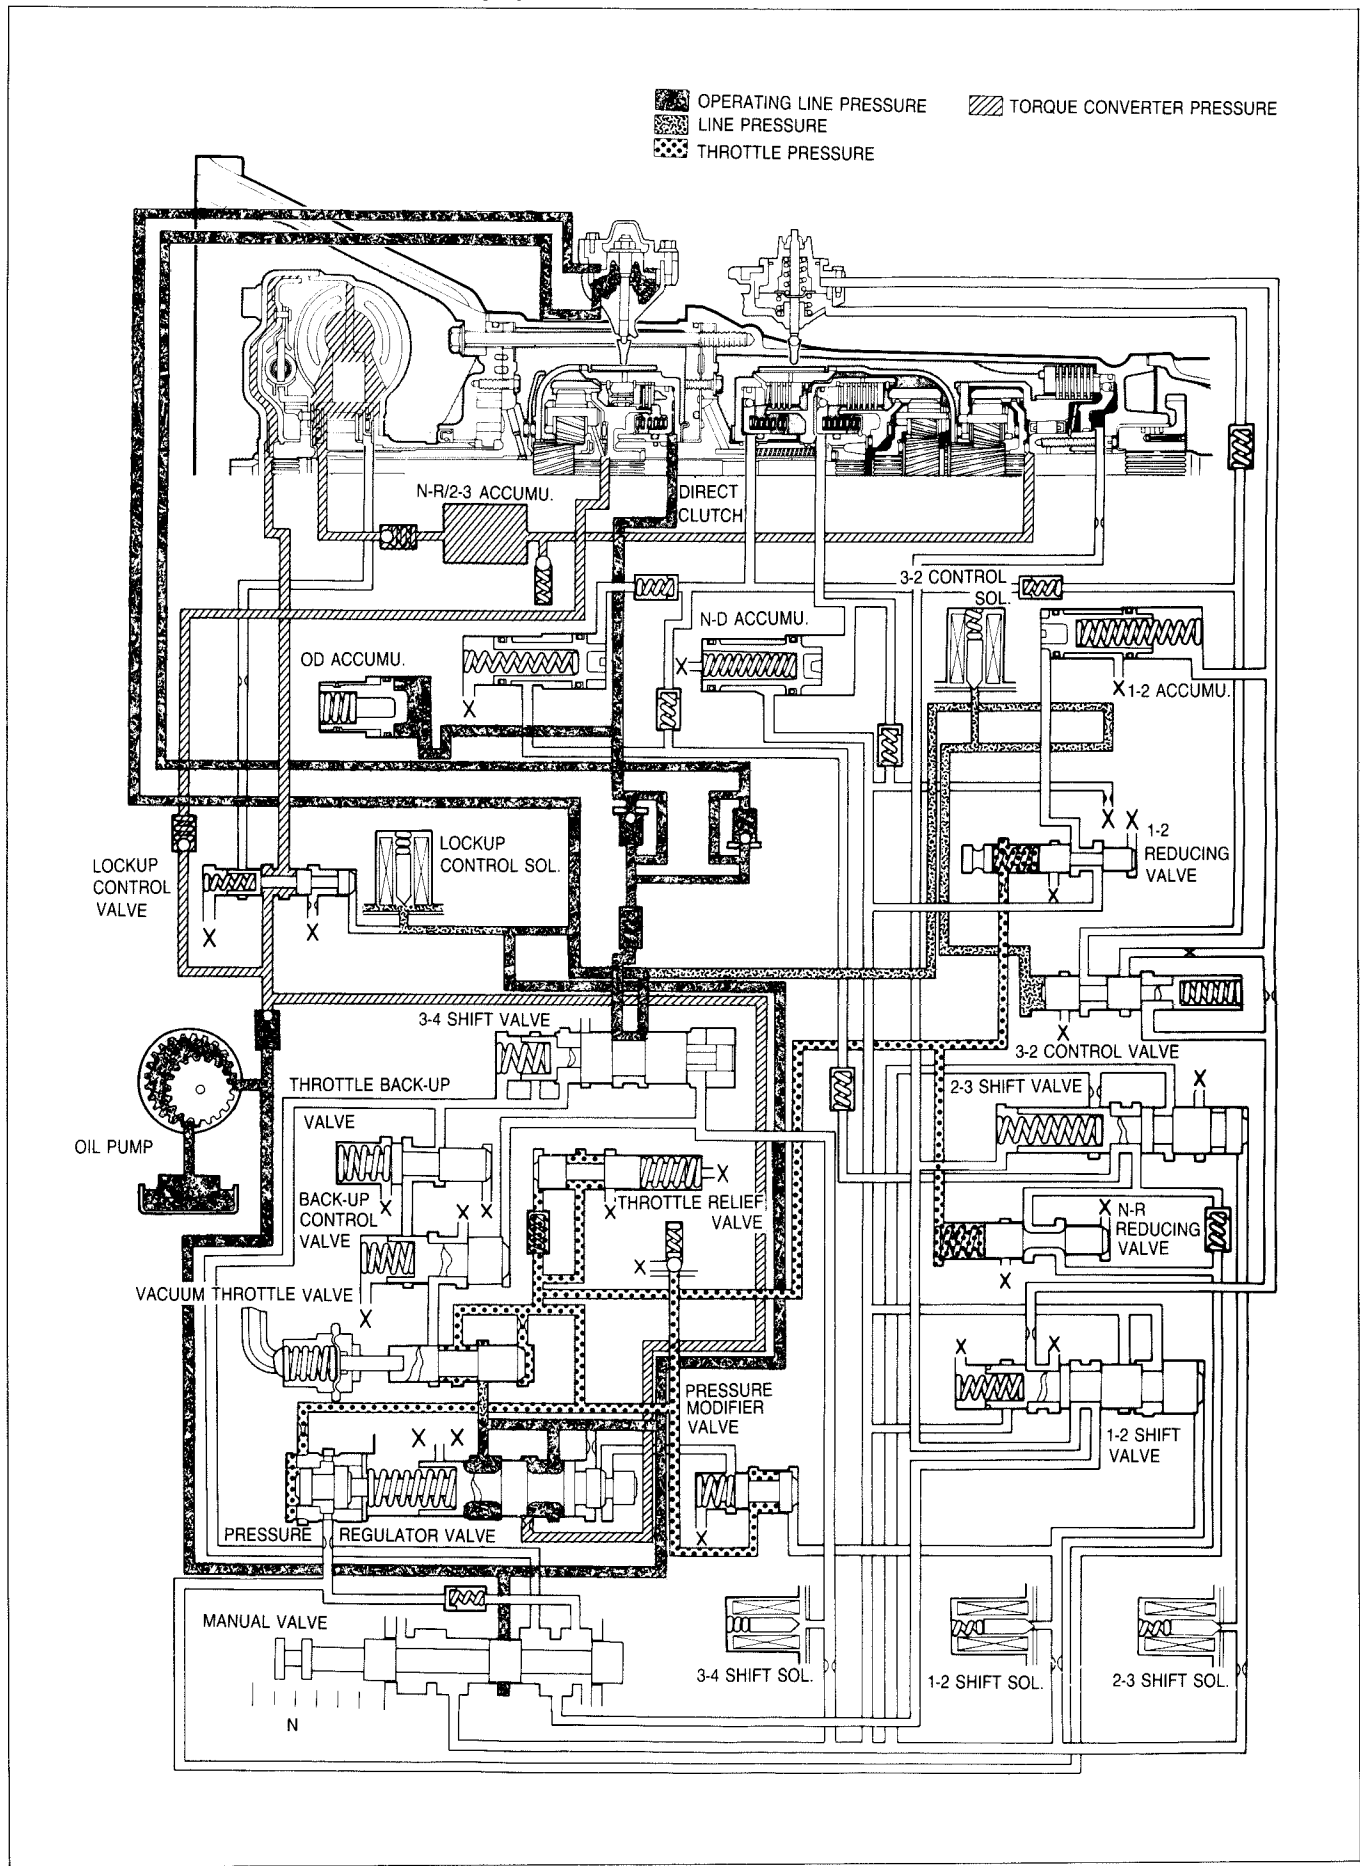 OPERATING LINE PRESSURE
LINE PRESSURE
THROTTLE PRESSURE
TORQUE CONVERTER PRESSURE
N-R/2-3 ACCUMU.
DIRECT
CLUTCH
3-2 CONTROL
SOL.
N-D ACCUMU.
OD ACCUMU.
X
X
X 1-2 ACCUMU.
LOCKUP
CONTROL SOL.
LOCKUP
CONTROL
VALVE
X
X
X X
1-2
REDUCING
VALVE
X
X
X
3-2 CONTROL VALVE
3-4 SHIFT VALVE
THROTTLE BACK-UP
VALVE
2-3 SHIFT VALVE
X
OIL PUMP
X
X
X
THROTTLE RELIEF
VALVE
X
X
BACK-UP
CONTROL
VALVE
X
X
N-R
REDUCING
VALVE
X
X
X
VACUUM THROTTLE VALVE
X
X
X
PRESSURE
MODIFIER
VALVE
X
1-2 SHIFT
VALVE
X X
PRESSURE REGULATOR VALVE
MANUAL VALVE
N
3-4 SHIFT SOL.
1-2 SHIFT SOL.
2-3 SHIFT SOL.